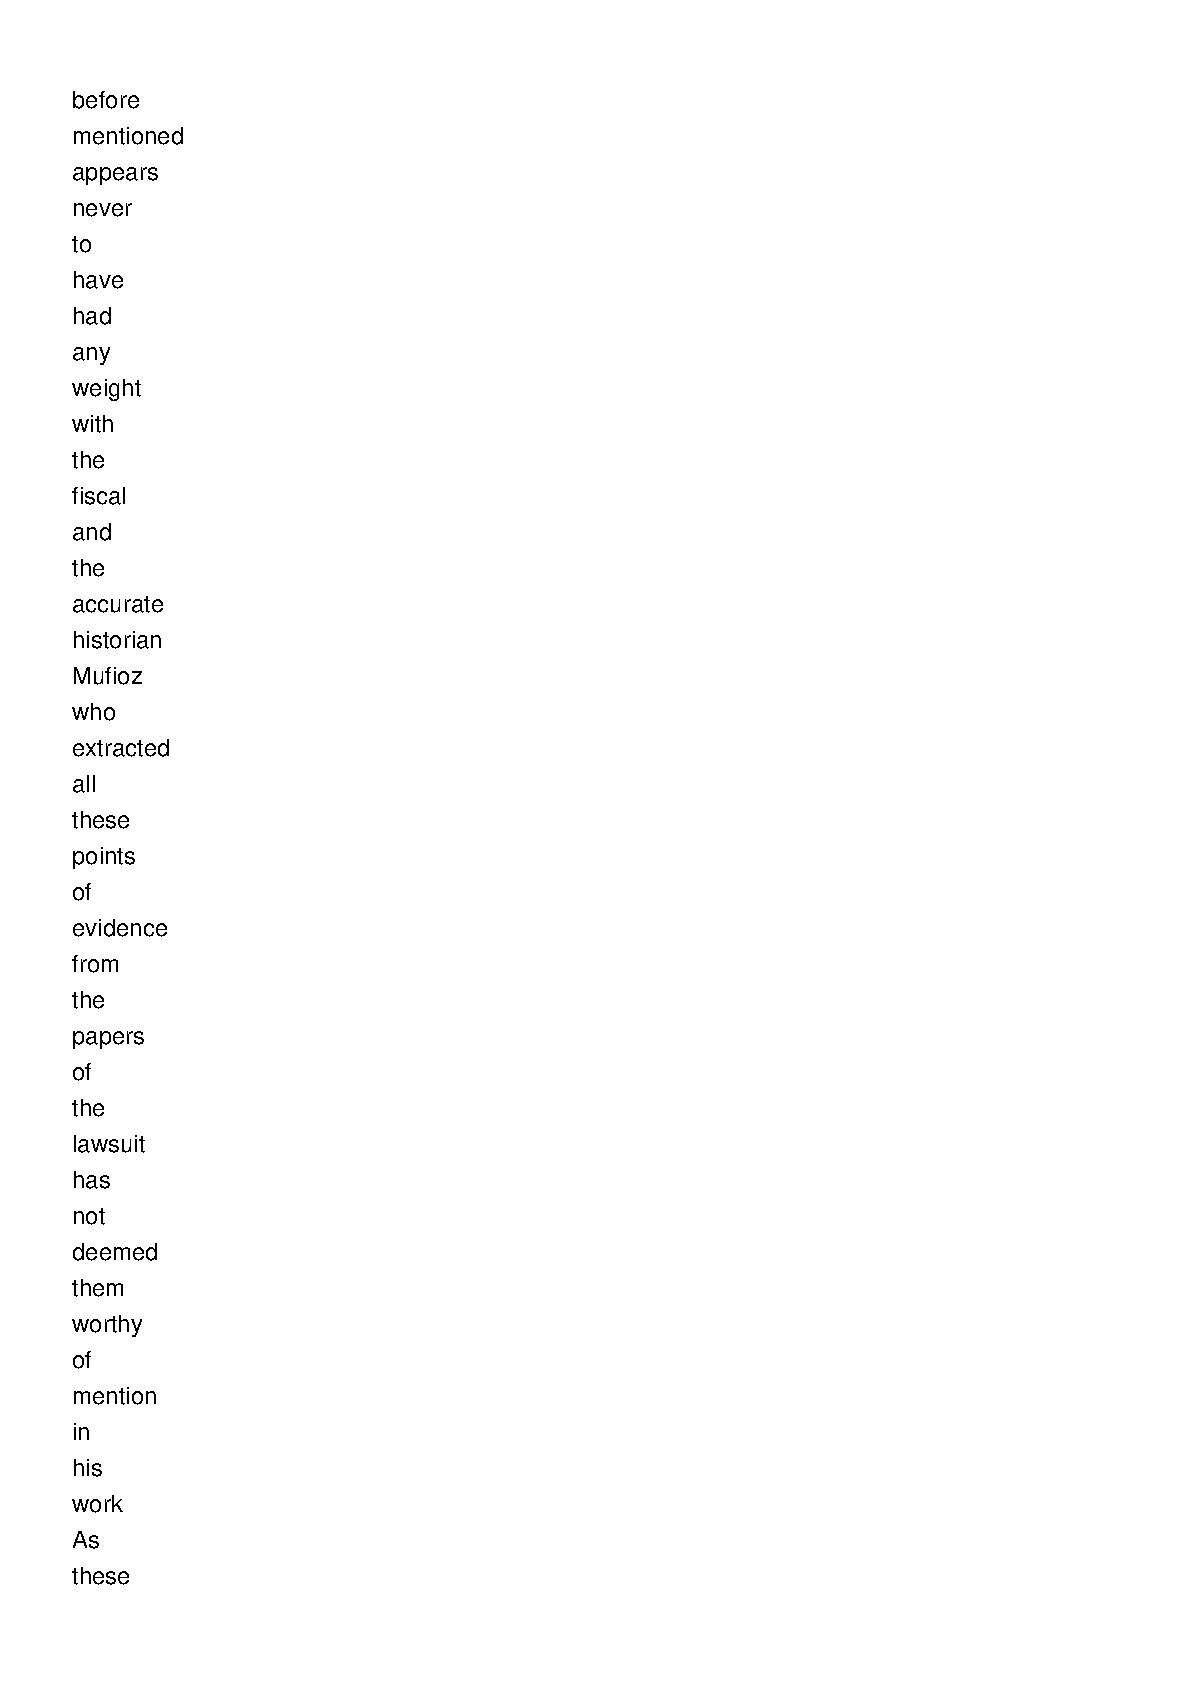 before
mentioned
appears
never
to
have
had
any
weight
with
the
fiscal
and
the
accurate
historian
Mufioz
who
extracted
all
these
points
of
evidence
from
the
papers
of
the
lawsuit
has
not
deemed
them
worthy
of
mention
in
his
work
As
these